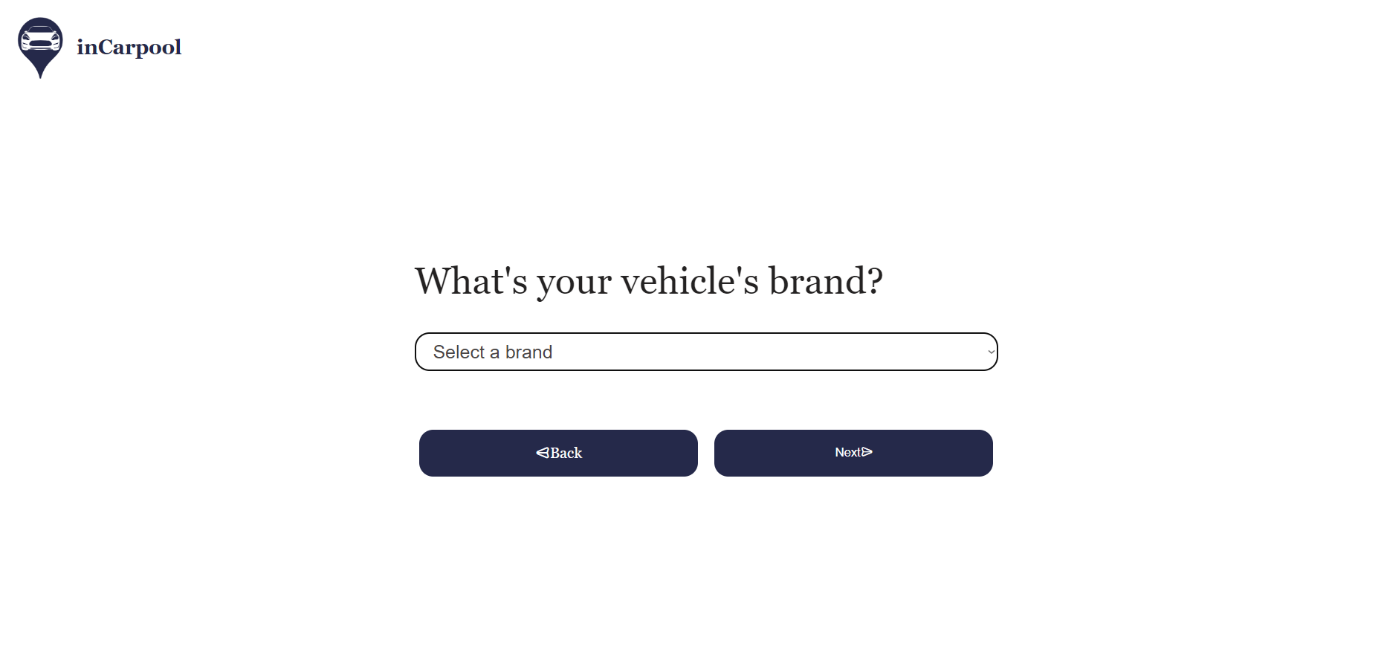 inCarpool
What's your vehicle's brand?
Select a brand
⧏Back
Next⧐